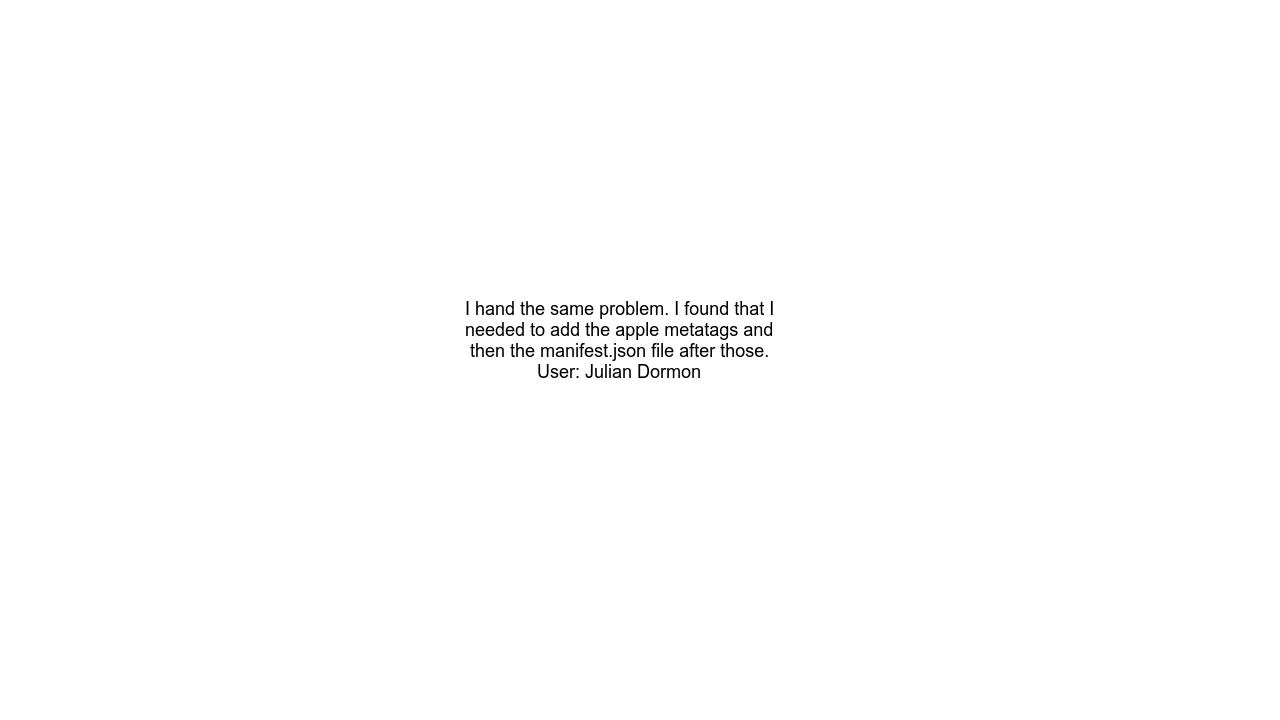 I hand the same problem. I found that I
needed to add the apple metatags and
then the manifest.json file after those.
User: Julian Dormon